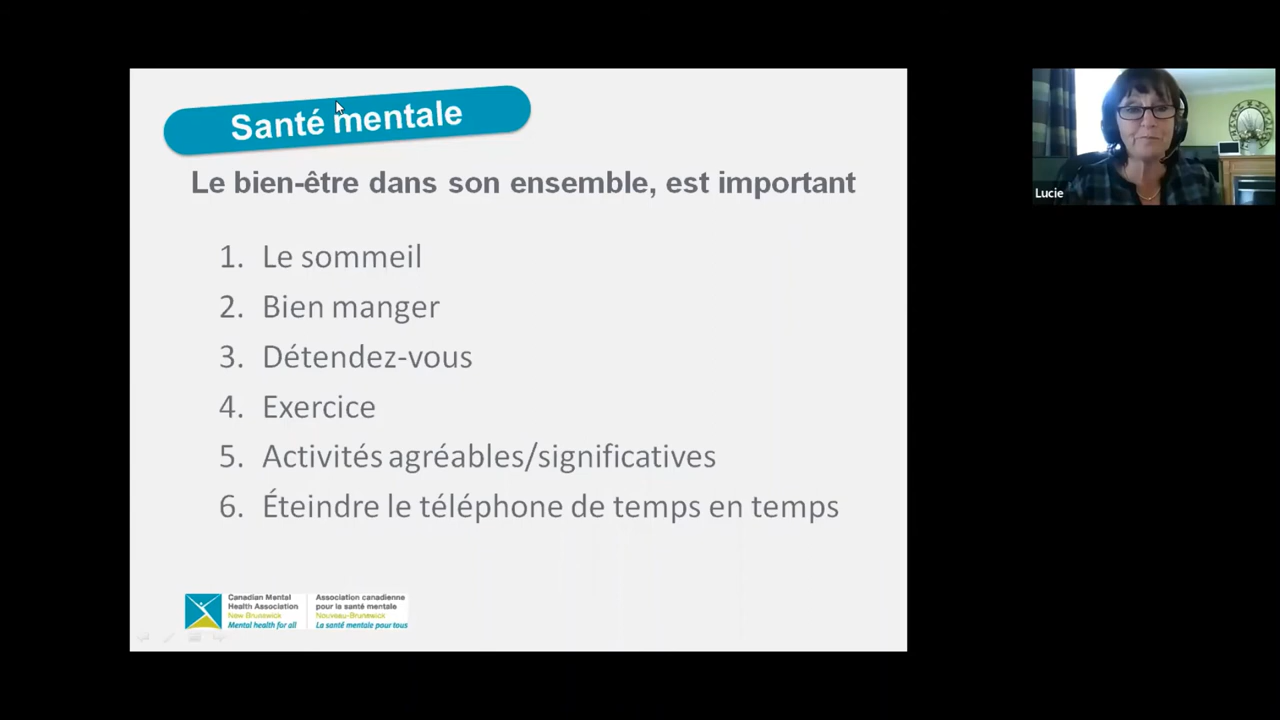 Santé mentale
Le bien-être dans son ensemble, est important
1. Le sommeil
2. Bien manger
3. Détendez-vous
4. Exercice
5. Activités agréables/significatives
6. Éteindre le téléphone de temps en temps
Canadian Mental
Health Association
New Brunswick
Mental health for all
Association canadienne
pour la santé mentale
Nouveau-Brunswick
La santé mentale pour tous
Lucie